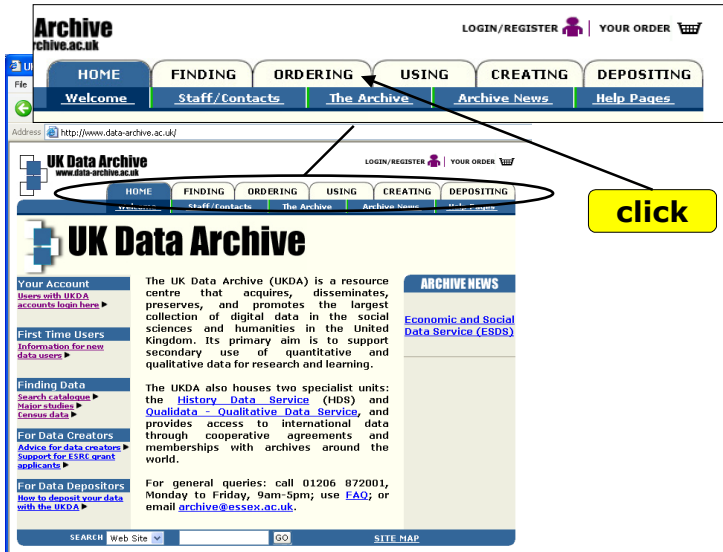 Archive
rchive.ac.uk
LOGIN/REGISTER | YOUR ORDER
HOME FINDING ORDERING USING CREATING DEPOSITING
Welcome Staff/Contacts The Archive Archive News Help Pages
File
Address http://www.data-archive.ac.uk/
UK Data Archive
www.data-archive.ac.uk
LOGIN/REGISTER | YOUR ORDER
HOME FINDING ORDERING USING CREATING DEPOSITING
Welcome Staff/Contacts The Archive Archive News Help Pages
click
UK Data Archive
Your Account
Users with UKDA
accounts login here
First Time Users
Information for new
data users
Finding Data
Search catalogue
Major studies
Census data
For Data Creators
Advice for data creators
Support for ESRC grant
applicants
For Data Depositors
How to deposit your data
with the UKDA
The UK Data Archive (UKDA) is a resource
centre that acquires, disseminates,
preserves, and promotes the largest
collection of digital data in the social
sciences and humanities in the United
Kingdom. Its primary aim is to support
secondary use of quantitative and
qualitative data for research and learning.
The UKDA also houses two specialist units:
the History Data Service (HDS) and
Qualidata - Qualitative Data Service, and
provides access to international data
through cooperative agreements and
memberships with archives around the
world.
For general queries: call 01206 872001,
Monday to Friday, 9am-5pm; use FAQ; or
email archive@essex.ac.uk.
ARCHIVE NEWS
Economic and Social
Data Service (ESDS)
SEARCH Web Site GO SITE MAP